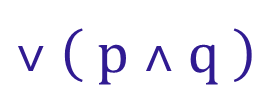 ∨ ( p ∧ q )